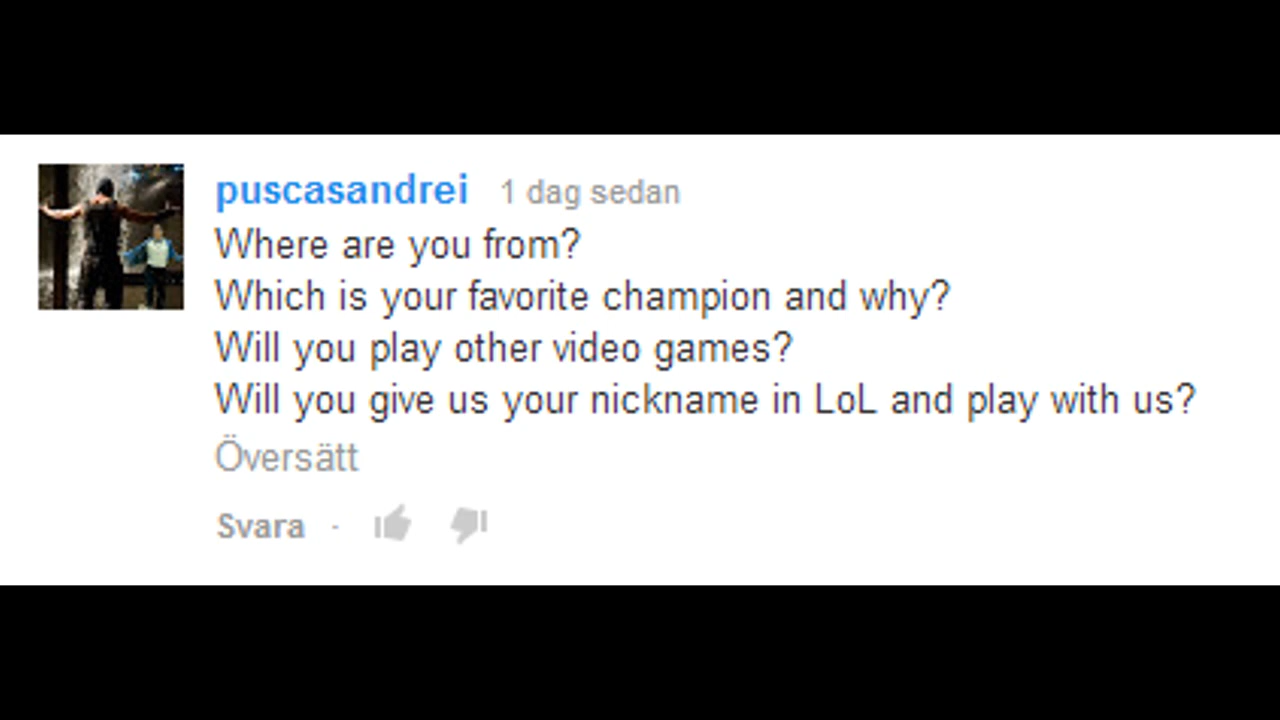 puscasandrei 1 dag sedan
Where are you from?
Which is your favorite champion and why?
Will you play other video games?
Will you give us your nickname in LoL and play with us?
Översätt
Svara ·